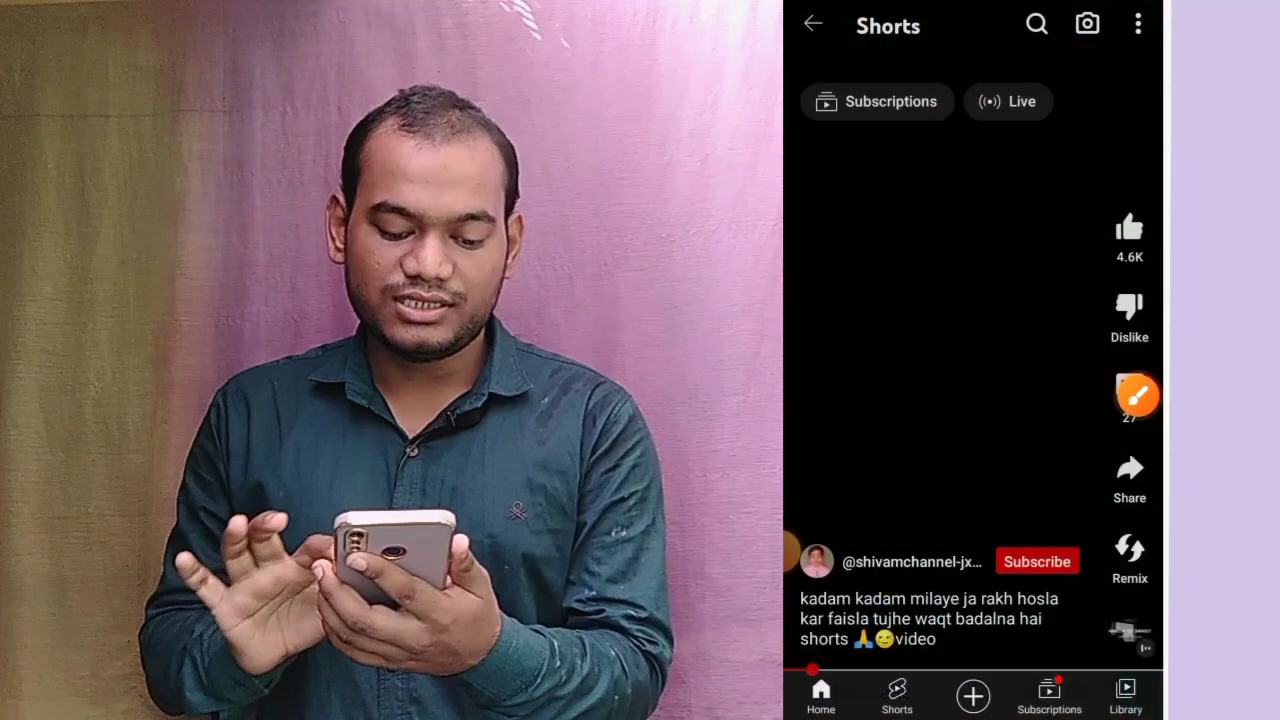 Shorts
Subscriptions
Live
4.6K
Dislike
27
Share
@shivamchannel-jx...
Subscribe
Remix
kadam kadam milaye ja rakh hosla
kar faisla tujhe waqt badalna hai
shorts 🙏😊video
Home
Shorts
Subscriptions
Library